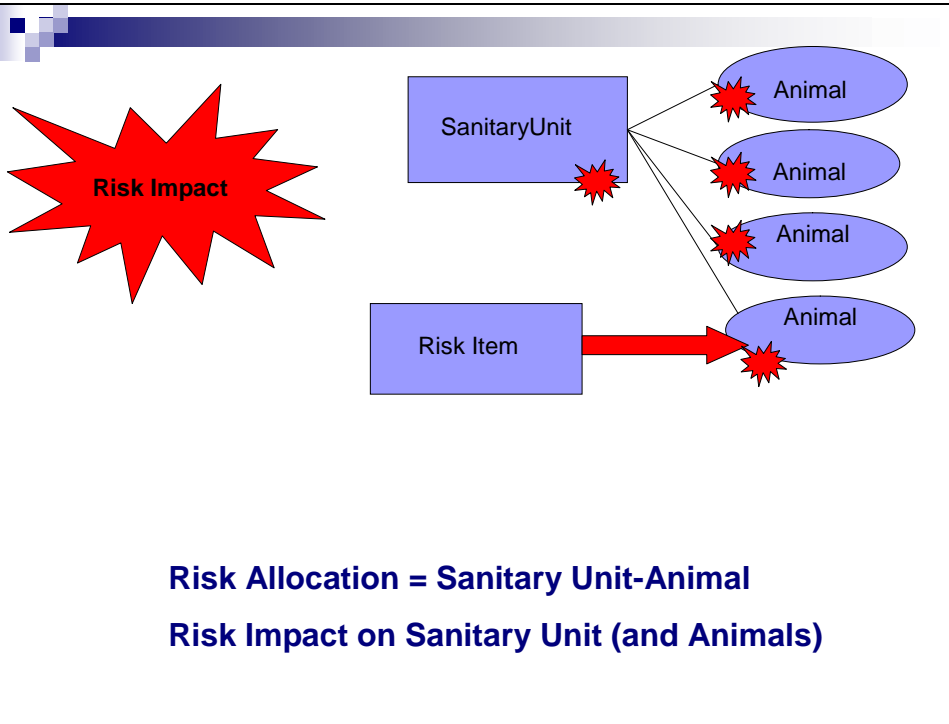 Risk Impact
SanitaryUnit
Animal
Animal
Animal
Animal
Risk Item
Risk Allocation = Sanitary Unit-Animal
Risk Impact on Sanitary Unit (and Animals)